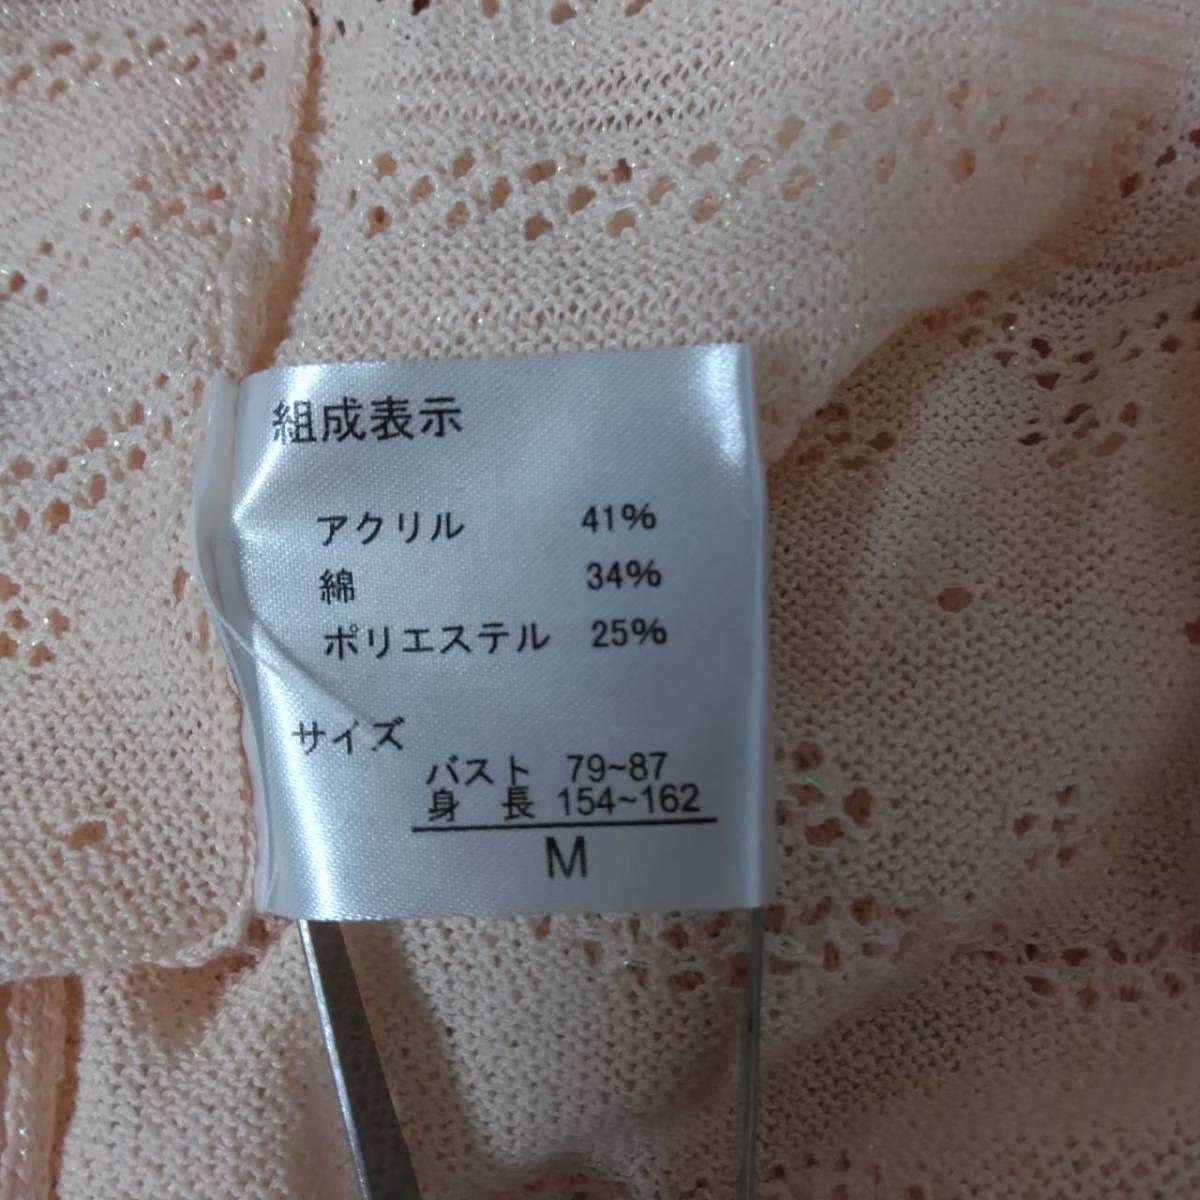 組成表示
アクリル 41%
綿 34%
ポリエステル 25%
サイズ
バスト 79~87
身 長 154~162
M